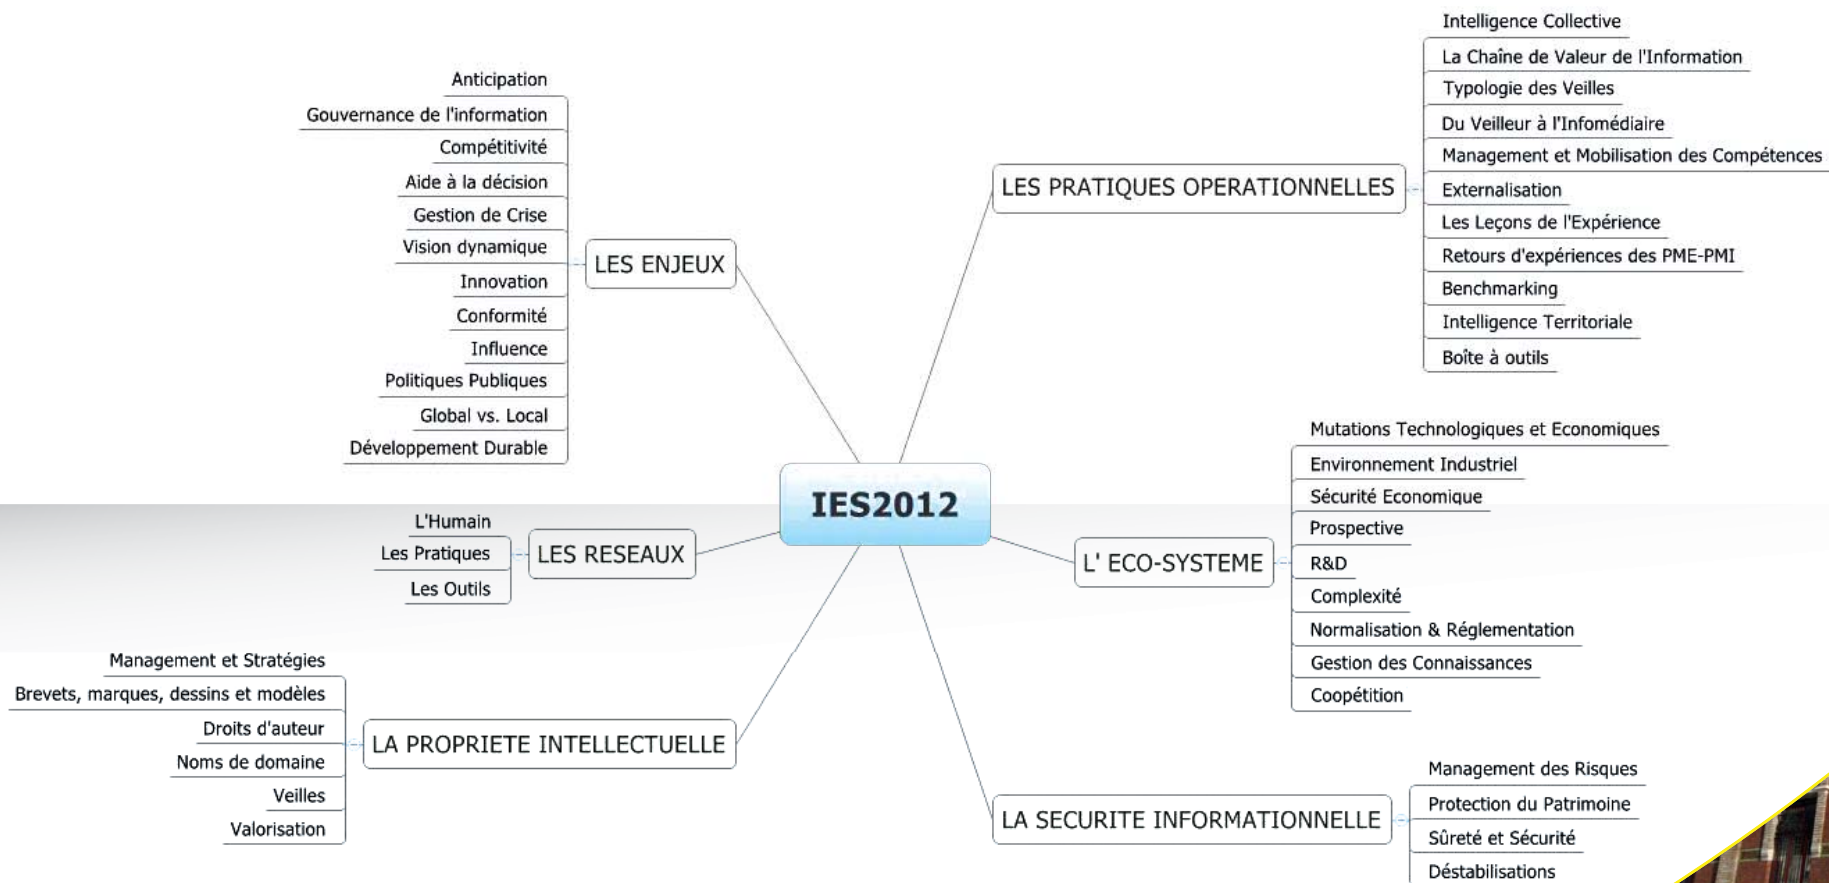 IES2012
LES ENJEUX
Anticipation
Gouvernance de l'information
Compétitivité
Aide à la décision
Gestion de Crise
Vision dynamique
Innovation
Conformité
Influence
Politiques Publiques
Global vs. Local
Développement Durable
LES RESEAUX
L'Humain
Les Pratiques
Les Outils
LA PROPRIETE INTELLECTUELLE
Management et Stratégies
Brevets, marques, dessins et modèles
Droits d'auteur
Noms de domaine
Veilles
Valorisation
LES PRATIQUES OPERATIONNELLES
Intelligence Collective
La Chaîne de Valeur de l'Information
Typologie des Veilles
Du Veilleur à l'Infomédiaire
Management et Mobilisation des Compétences
Externalisation
Les Leçons de l'Expérience
Retours d'expériences des PME-PMI
Benchmarking
Intelligence Territoriale
Boîte à outils
L' ECO-SYSTEME
Mutations Technologiques et Economiques
Environnement Industriel
Sécurité Economique
Prospective
R&D
Complexité
Normalisation & Réglementation
Gestion des Connaissances
Coopétition
LA SECURITE INFORMATIONNELLE
Management des Risques
Protection du Patrimoine
Sûreté et Sécurité
Déstabilisations